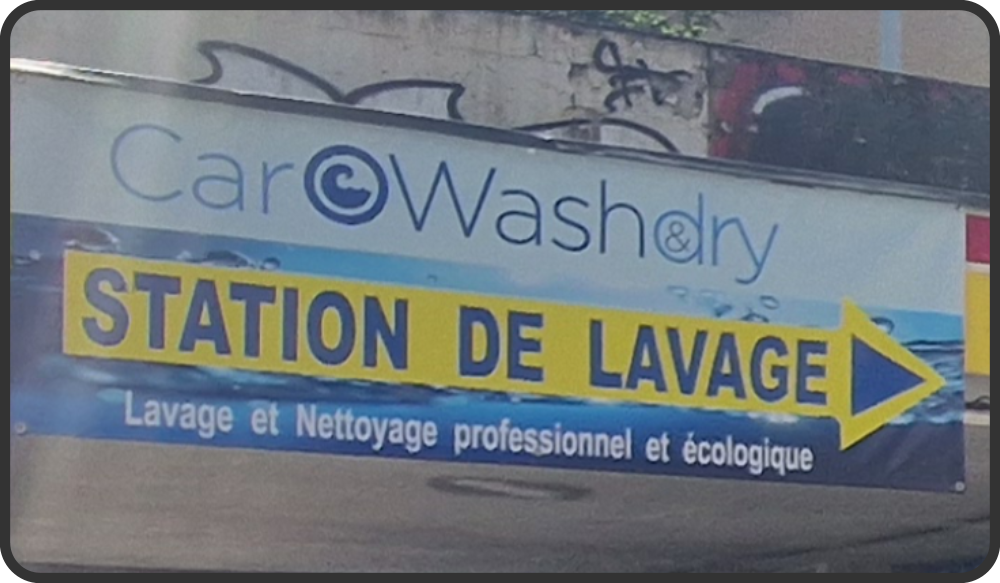 Car Wash & dry
STATION DE LAVAGE
Lavage et Nettoyage professionnel et écologique